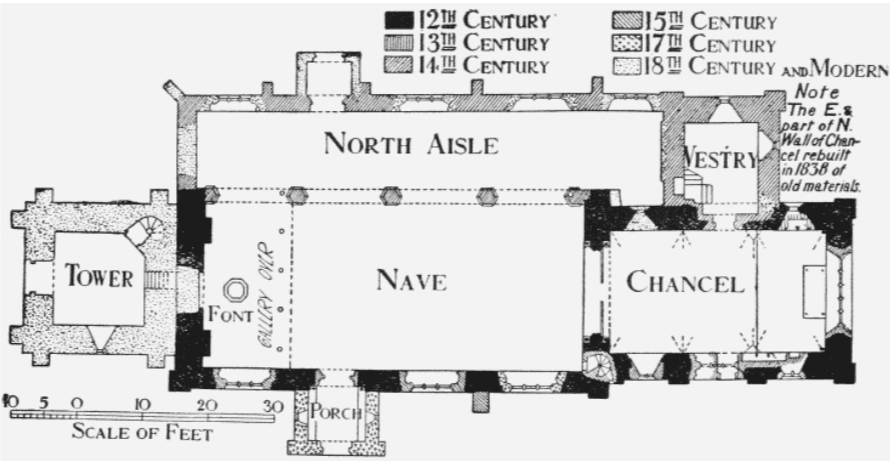 12TH CENTURY
13TH CENTURY
14TH CENTURY
15TH CENTURY
17TH CENTURY
18TH CENTURY AND MODERN
Note
The E. &
part of N.
Wall of Chan-
cel rebuilt
in 1838 of
old materials.
NORTH AISLE
VESTRY
TOWER
FONT
GALLERY OVER
NAVE
CHANCEL
PORCH
10 5 0 10 20 30
SCALE OF FEET